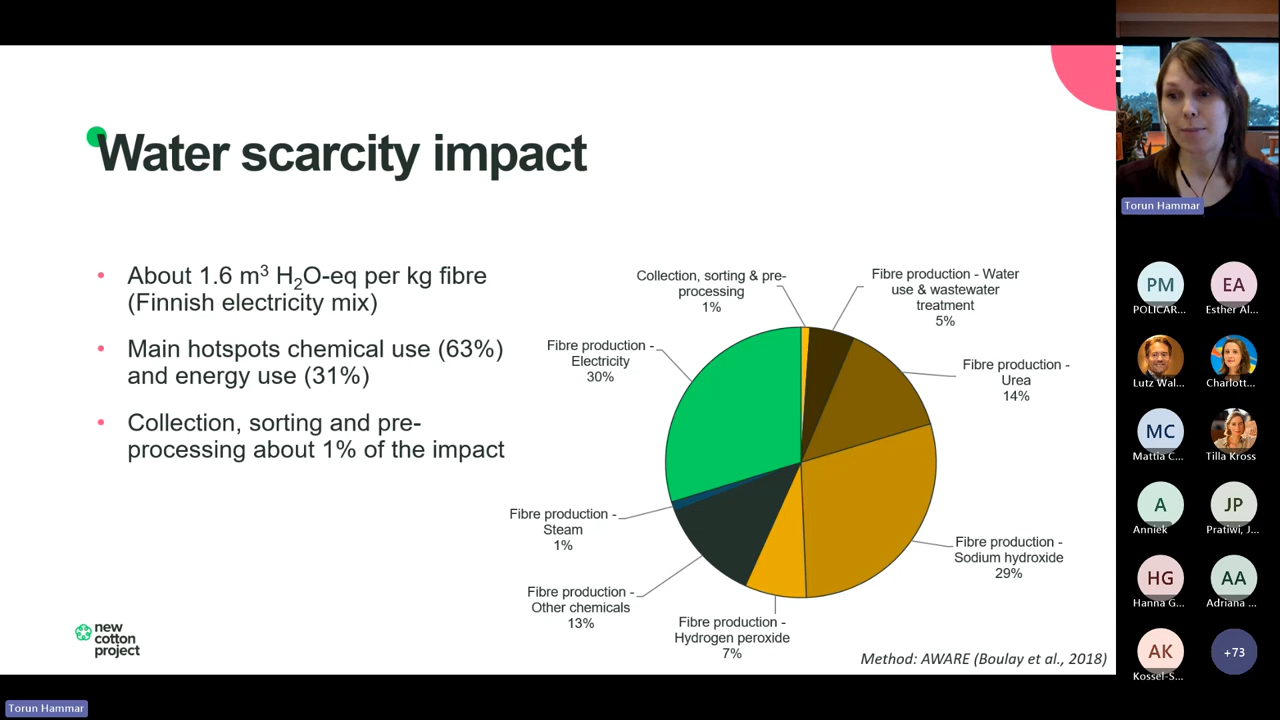 Water scarcity impact
• About 1.6 m³ H₂O-eq per kg fibre
(Finnish electricity mix)
• Main hotspots chemical use (63%)
and energy use (31%)
• Collection, sorting and pre-
processing about 1% of the impact
Collection, sorting & pre-
processing
1%
Fibre production - Water
use & wastewater
treatment
5%
Fibre production -
Urea
14%
Fibre production -
Sodium hydroxide
29%
Fibre production -
Hydrogen peroxide
7%
Fibre production -
Other chemicals
13%
Fibre production -
Steam
1%
Fibre production -
Electricity
30%
new
cotton
project
Method: AWARE (Boulay et al., 2018)
Torun Hammar
PM
POLICAR...
EA
Esther Al...
Lutz Wal...
Charlott...
MC
Mattia C...
Tilla Kross
A
Anniek
JP
Pratiwi, J...
HG
Hanna G...
AA
Adriana ...
AK
Kossel-S...
+73
Torun Hammar